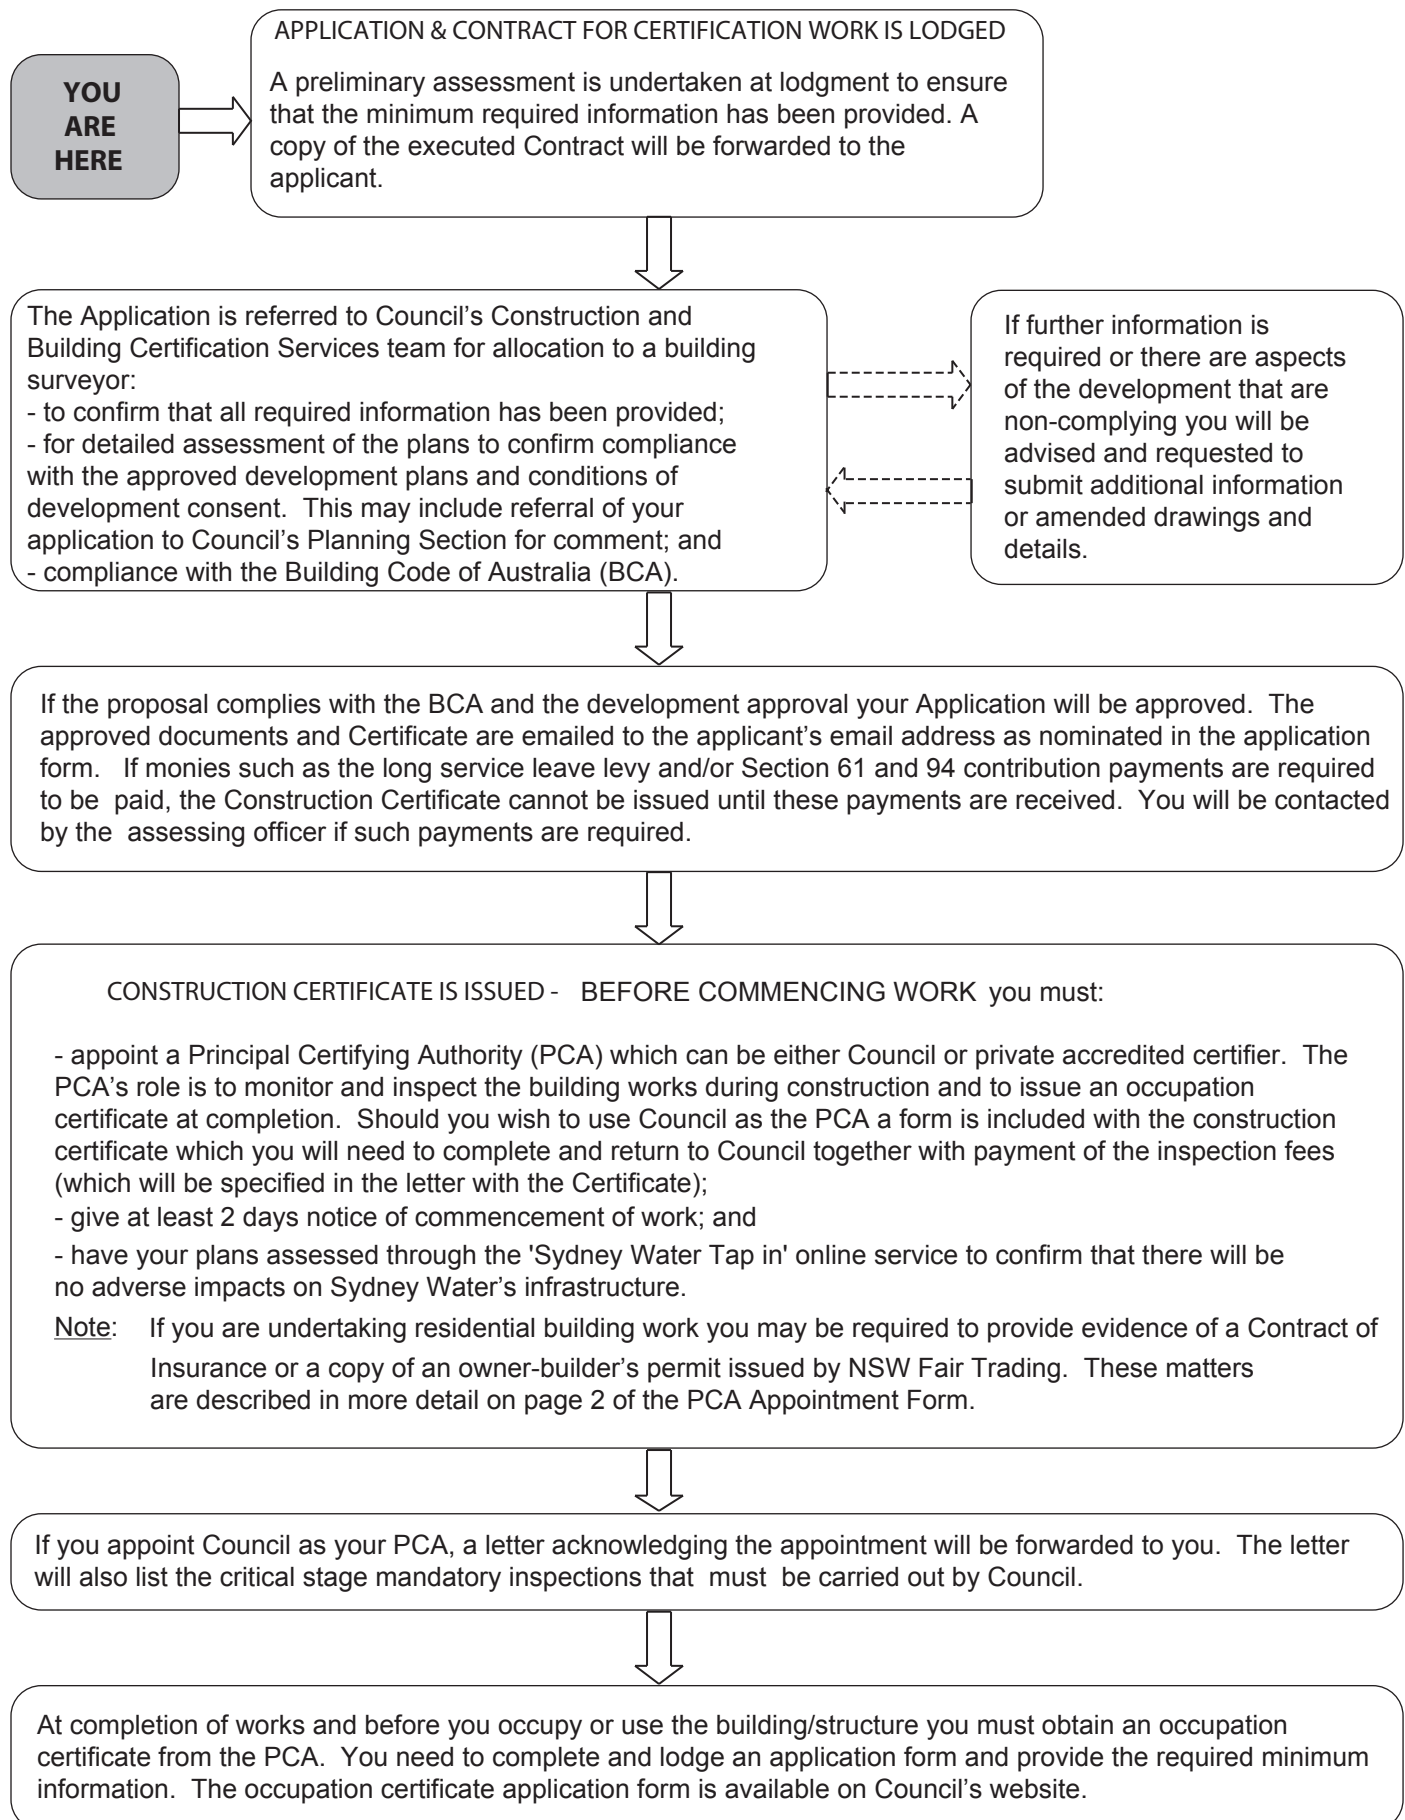 YOU
ARE
HERE
APPLICATION & CONTRACT FOR CERTIFICATION WORK IS LODGED
A preliminary assessment is undertaken at lodgment to ensure
that the minimum required information has been provided. A
copy of the executed Contract will be forwarded to the
applicant.
The Application is referred to Council’s Construction and
Building Certification Services team for allocation to a building
surveyor:
- to confirm that all required information has been provided;
- for detailed assessment of the plans to confirm compliance
with the approved development plans and conditions of
development consent. This may include referral of your
application to Council’s Planning Section for comment; and
- compliance with the Building Code of Australia (BCA).
If further information is
required or there are aspects
of the development that are
non-complying you will be
advised and requested to
submit additional information
or amended drawings and
details.
If the proposal complies with the BCA and the development approval your Application will be approved. The
approved documents and Certificate are emailed to the applicant’s email address as nominated in the application
form. If monies such as the long service leave levy and/or Section 61 and 94 contribution payments are required
to be paid, the Construction Certificate cannot be issued until these payments are received. You will be contacted
by the assessing officer if such payments are required.
CONSTRUCTION CERTIFICATE IS ISSUED - BEFORE COMMENCING WORK you must:
- appoint a Principal Certifying Authority (PCA) which can be either Council or private accredited certifier. The
PCA’s role is to monitor and inspect the building works during construction and to issue an occupation
certificate at completion. Should you wish to use Council as the PCA a form is included with the construction
certificate which you will need to complete and return to Council together with payment of the inspection fees
(which will be specified in the letter with the Certificate);
- give at least 2 days notice of commencement of work; and
- have your plans assessed through the 'Sydney Water Tap in' online service to confirm that there will be
no adverse impacts on Sydney Water’s infrastructure.
Note: If you are undertaking residential building work you may be required to provide evidence of a Contract of
Insurance or a copy of an owner-builder’s permit issued by NSW Fair Trading. These matters
are described in more detail on page 2 of the PCA Appointment Form.
If you appoint Council as your PCA, a letter acknowledging the appointment will be forwarded to you. The letter
will also list the critical stage mandatory inspections that must be carried out by Council.
At completion of works and before you occupy or use the building/structure you must obtain an occupation
certificate from the PCA. You need to complete and lodge an application form and provide the required minimum
information. The occupation certificate application form is available on Council’s website.